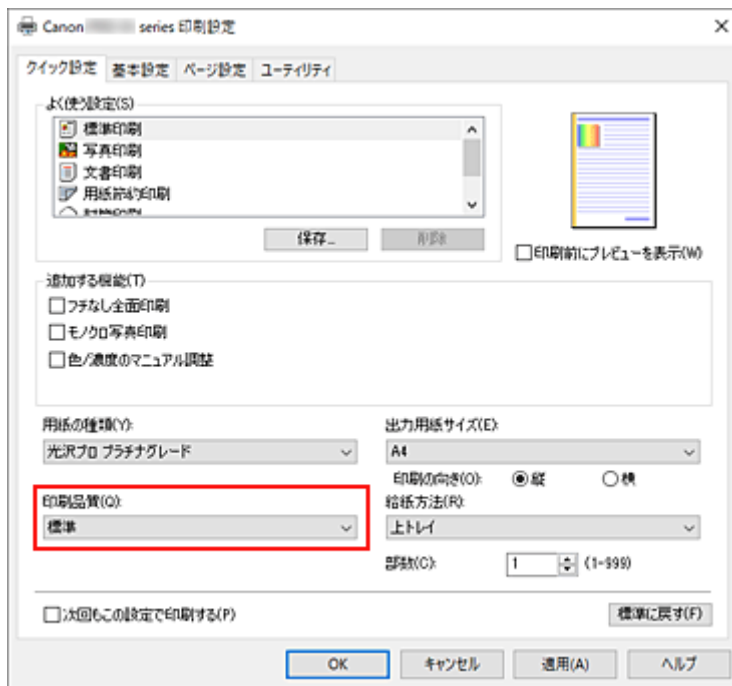 Canon series 印刷設定
クイック設定 基本設定 ページ設定 ユーティリティ
よく使う設定(S)
標準印刷
写真印刷
文書印刷
用紙節約印刷
保存...
削除
印刷前にプレビューを表示(W)
追加する機能(T)
フチなし全面印刷
モノクロ写真印刷
色/濃度のマニュアル調整
用紙の種類(Y):
光沢プロ プラチナグレード
出力用紙サイズ(E):
A4
印刷の向き(O): 縦 横
印刷品質(Q):
標準
給紙方法(R):
上トレイ
部数(C): 1 (1-999)
次回もこの設定で印刷する(P)
標準に戻す(F)
OK キャンセル 適用(A) ヘルプ